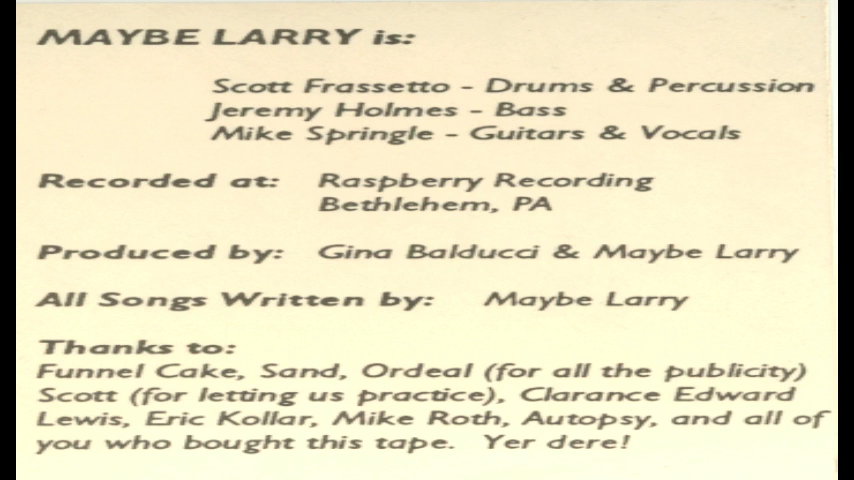 MAYBE LARRY is:
Scott Frassetto - Drums & Percussion
Jeremy Holmes - Bass
Mike Springle - Guitars & Vocals
Recorded at: Raspberry Recording
Bethlehem, PA
Produced by: Gina Balducci & Maybe Larry
All Songs Written by: Maybe Larry
Thanks to:
Funnel Cake, Sand, Ordeal (for all the publicity)
Scott (for letting us practice), Clarance Edward
Lewis, Eric Kollar, Mike Roth, Autopsy, and all of
you who bought this tape. Yer dere!